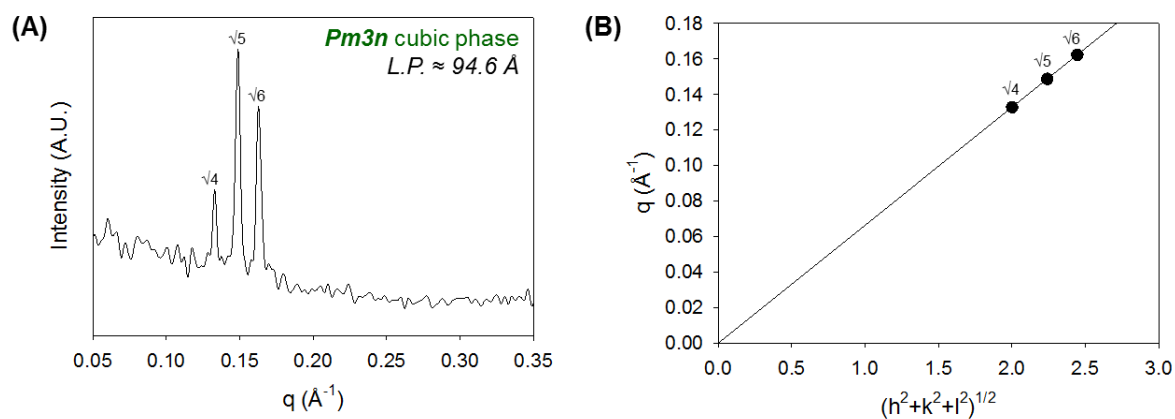 (A)
Pm3n cubic phase
L.P. ≈ 94.6 Å
√5
√6
√4
Intensity (A.U.)
0.05 0.10 0.15 0.20 0.25 0.30 0.35
q (Å⁻¹)
(B)
0.18
0.16
0.14
0.12
0.10
0.08
0.06
0.04
0.02
0.00
√6
√5
√4
q (Å⁻¹)
0.0 0.5 1.0 1.5 2.0 2.5 3.0
(h²+k²+l²)¹ᐟ²